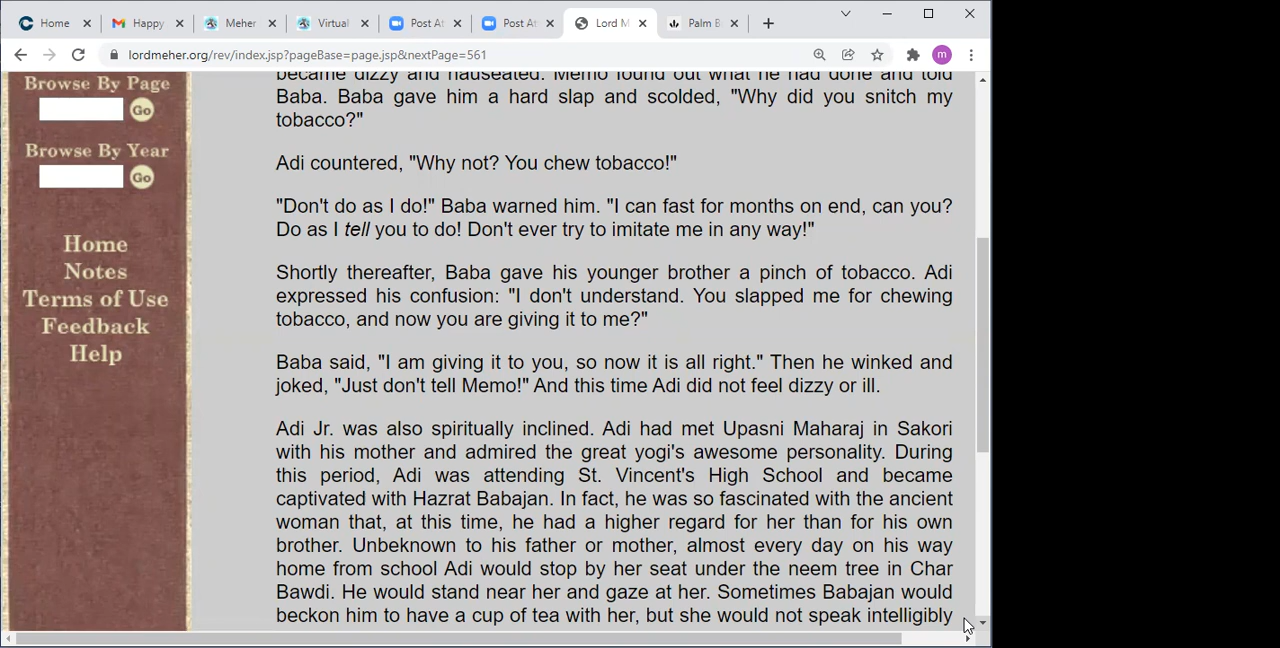 Home
Happy
Meher
Virtual
Post At
Post At
Lord M
Palm B
lordmeher.org/rev/index.jsp?pageBase=page.jsp&nextPage=561
m
Browse By Page
Go
Browse By Year
Go
Home
Notes
Terms of Use
Feedback
Help
became dizzy and nauseated. Memo found out what he had done and told
Baba. Baba gave him a hard slap and scolded, "Why did you snitch my
tobacco?"
Adi countered, "Why not? You chew tobacco!"
"Don't do as I do!" Baba warned him. "I can fast for months on end, can you?
Do as I tell you to do! Don't ever try to imitate me in any way!"
Shortly thereafter, Baba gave his younger brother a pinch of tobacco. Adi
expressed his confusion: "I don't understand. You slapped me for chewing
tobacco, and now you are giving it to me?"
Baba said, "I am giving it to you, so now it is all right." Then he winked and
joked, "Just don't tell Memo!" And this time Adi did not feel dizzy or ill.
Adi Jr. was also spiritually inclined. Adi had met Upasni Maharaj in Sakori
with his mother and admired the great yogi's awesome personality. During
this period, Adi was attending St. Vincent's High School and became
captivated with Hazrat Babajan. In fact, he was so fascinated with the ancient
woman that, at this time, he had a higher regard for her than for his own
brother. Unbeknown to his father or mother, almost every day on his way
home from school Adi would stop by her seat under the neem tree in Char
Bawdi. He would stand near her and gaze at her. Sometimes Babajan would
beckon him to have a cup of tea with her, but she would not speak intelligibly